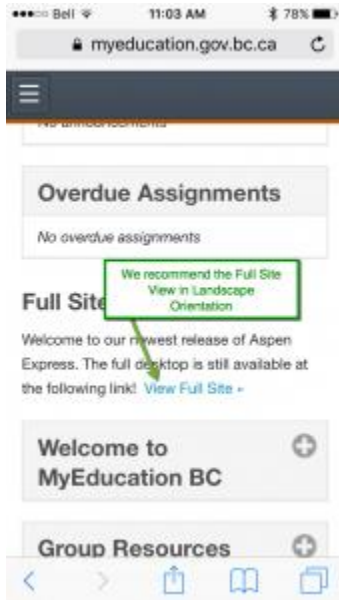 Bell 11:03 AM 78%
myeducation.gov.bc.ca
No announcements
Overdue Assignments
No overdue assignments
We recommend the Full Site
View in Landscape
Orientation
Full Site
Welcome to our newest release of Aspen
Express. The full desktop is still available at
the following link! View Full Site »
Welcome to
MyEducation BC
Group Resources